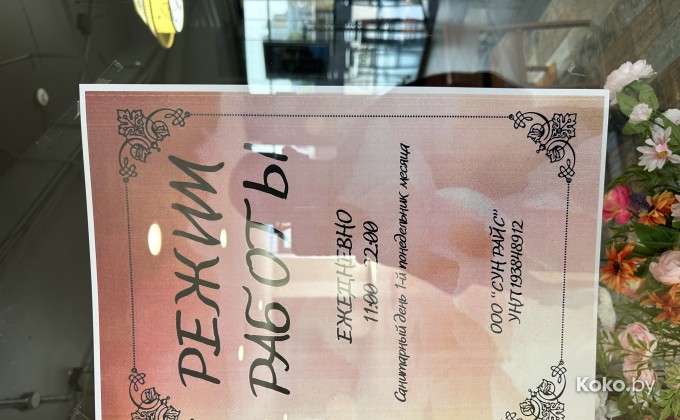 РЕЖИМ
РАБОТЫ
ЕЖЕДНЕВНО
11:00 - 22:00
Санитарный день 1-й понедельник месяца
ООО "СУН РАЙС"
УНП 193848912
Koko.by